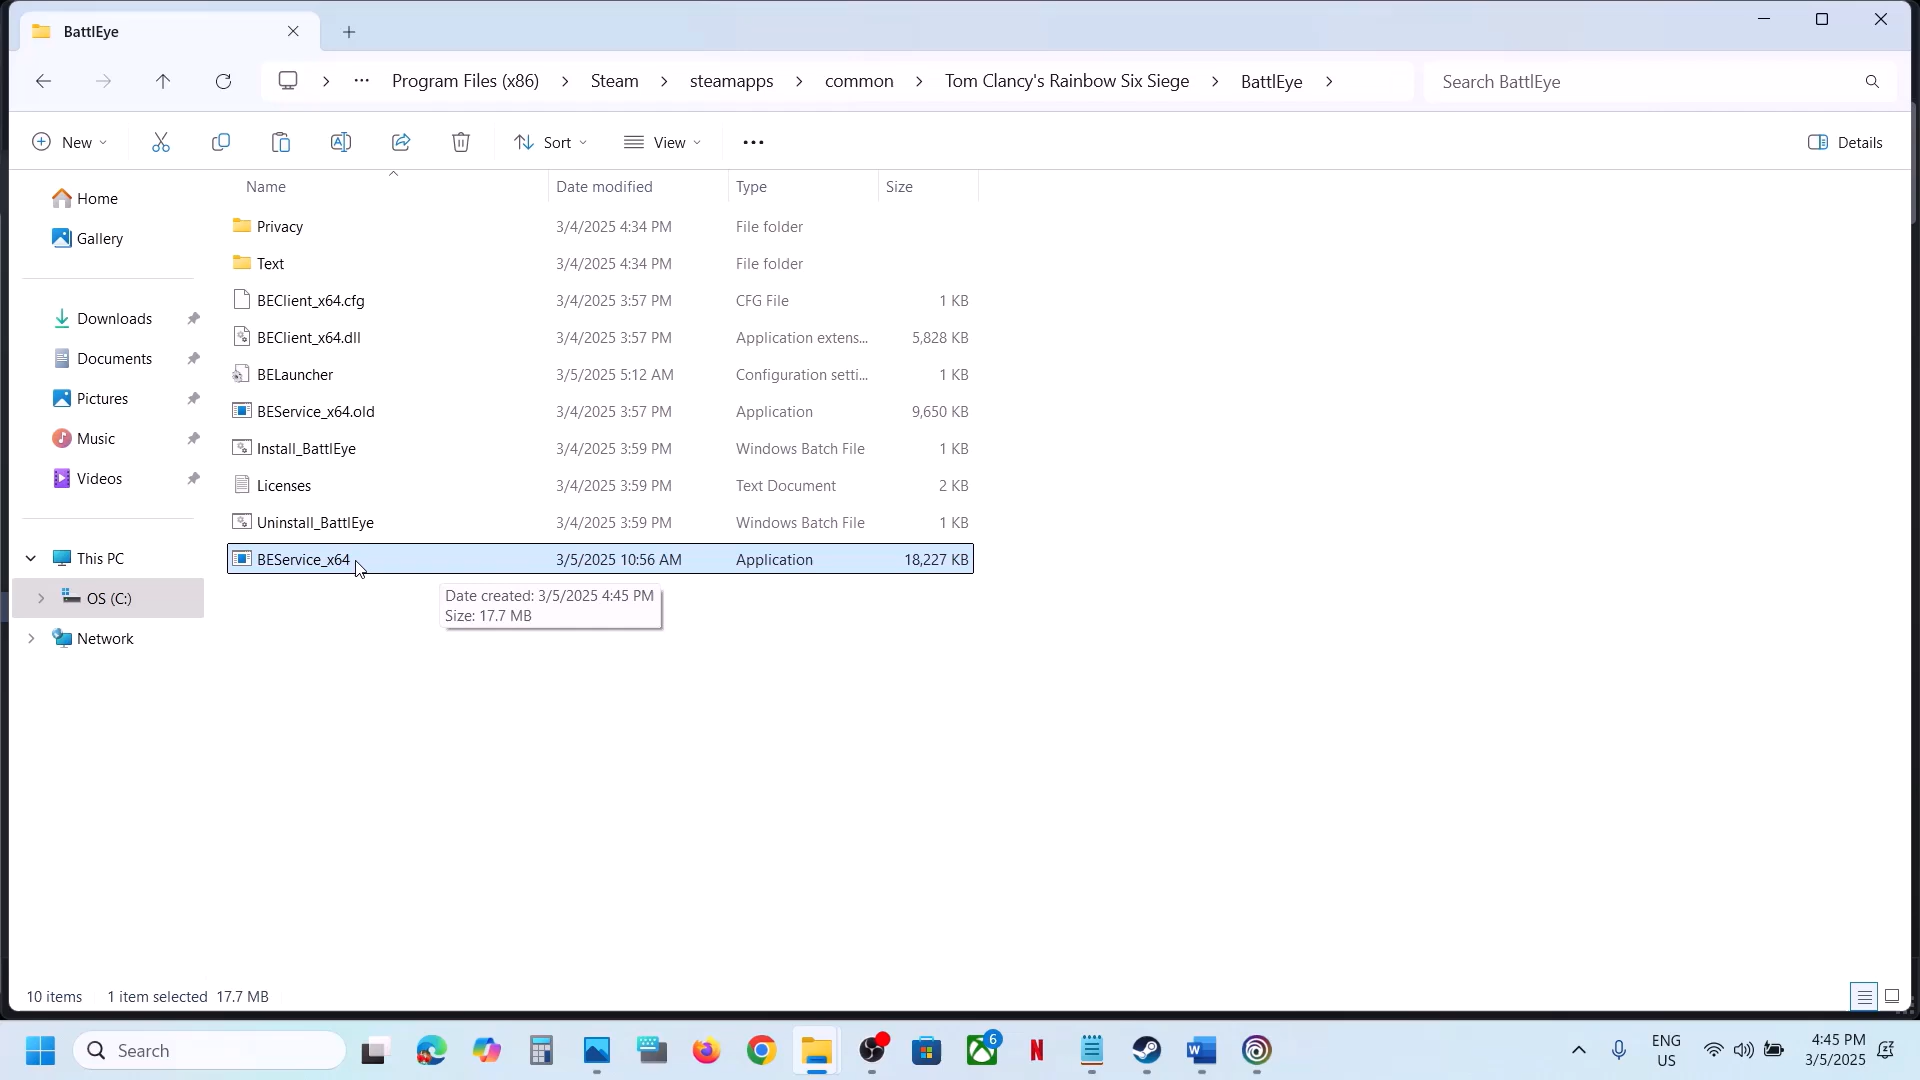 BattlEye
Program Files (x86) > Steam > steamapps > common > Tom Clancy's Rainbow Six Siege > BattlEye >
Search BattlEye
New
Sort
View
Details
Name Date modified Type Size
Home
Gallery
Downloads
Documents
Pictures
Music
Videos
This PC
OS (C:)
Network
Privacy 3/4/2025 4:34 PM File folder
Text 3/4/2025 4:34 PM File folder
BEClient_x64.cfg 3/4/2025 3:57 PM CFG File 1 KB
BEClient_x64.dll 3/4/2025 3:57 PM Application extens... 5,828 KB
BELauncher 3/5/2025 5:12 AM Configuration setti... 1 KB
BEService_x64.old 3/4/2025 3:57 PM Application 9,650 KB
Install_BattlEye 3/4/2025 3:59 PM Windows Batch File 1 KB
Licenses 3/4/2025 3:59 PM Text Document 2 KB
Uninstall_BattlEye 3/4/2025 3:59 PM Windows Batch File 1 KB
BEService_x64 3/5/2025 10:56 AM Application 18,227 KB
Date created: 3/5/2025 4:45 PM
Size: 17.7 MB
10 items 1 item selected 17.7 MB
Search
6
ENG
US
4:45 PM
3/5/2025